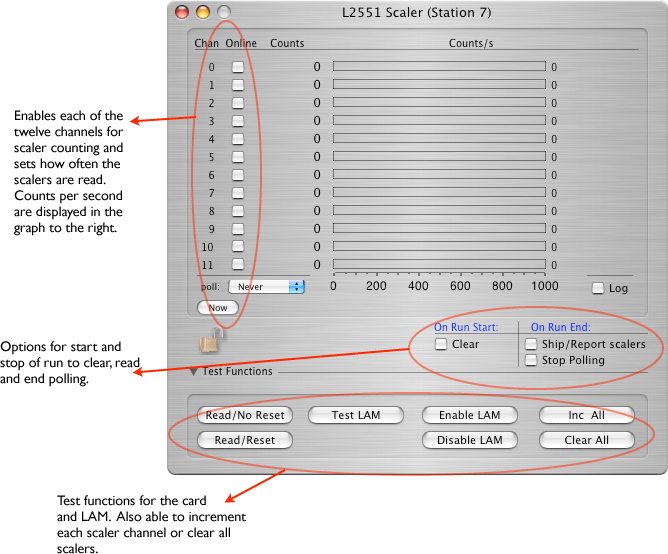 L2551 Scaler (Station 7)
Chan Online Counts Counts/s
0 0 0
1 0 0
2 0 0
3 0 0
4 0 0
5 0 0
6 0 0
7 0 0
8 0 0
9 0 0
10 0 0
11 0 0
poll: Never
0 200 400 600 800 1000
Log
Now
Enables each of the
twelve channels for
scaler counting and
sets how often the
scalers are read.
Counts per second
are displayed in the
graph to the right.
On Run Start: On Run End:
Clear Ship/Report scalers
Stop Polling
Options for start and
stop of run to clear, read
and end polling.
Test Functions
Read/No Reset Test LAM Enable LAM Inc All
Read/Reset Disable LAM Clear All
Test functions for the card
and LAM. Also able to increment
each scaler channel or clear all
scalers.